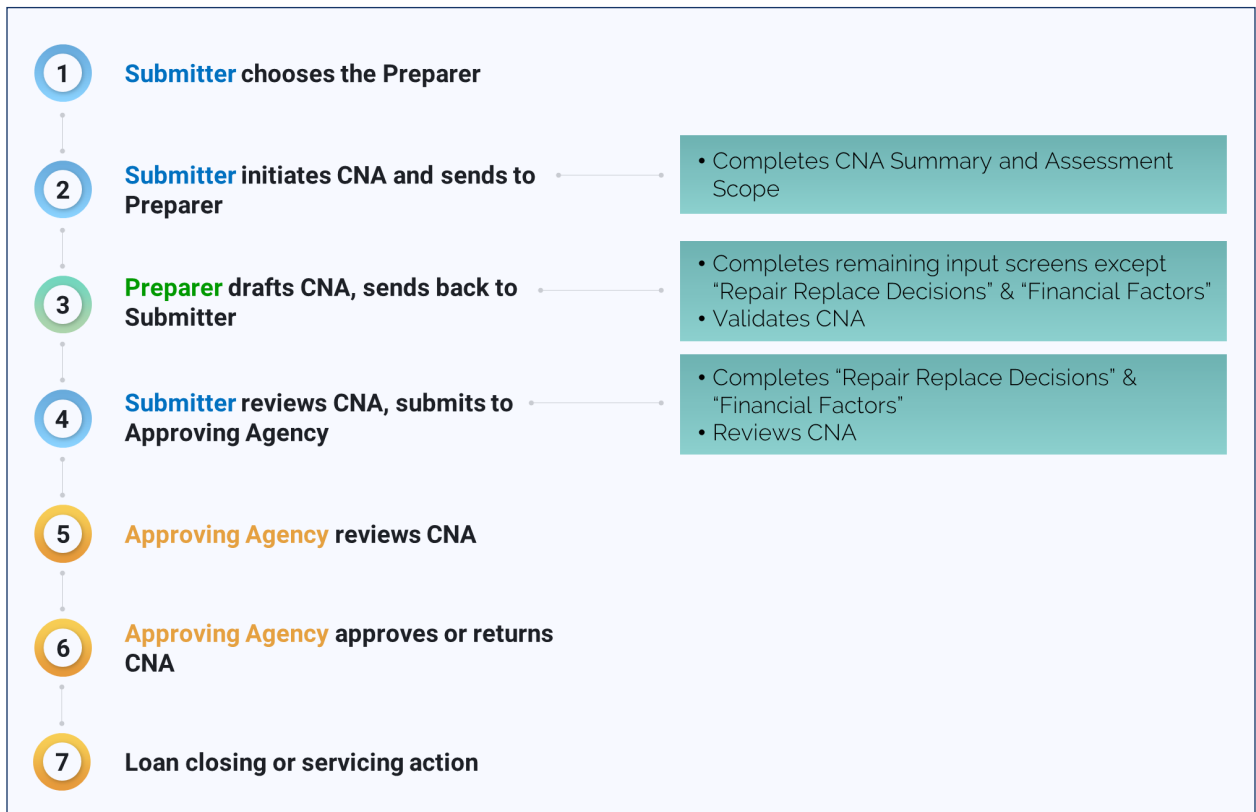 1
Submitter chooses the Preparer
2
Submitter initiates CNA and sends to
Preparer
• Completes CNA Summary and Assessment
Scope
3
Preparer drafts CNA, sends back to
Submitter
• Completes remaining input screens except
“Repair Replace Decisions” & “Financial Factors”
• Validates CNA
4
Submitter reviews CNA, submits to
Approving Agency
• Completes “Repair Replace Decisions” &
“Financial Factors”
• Reviews CNA
5
Approving Agency reviews CNA
6
Approving Agency approves or returns
CNA
7
Loan closing or servicing action